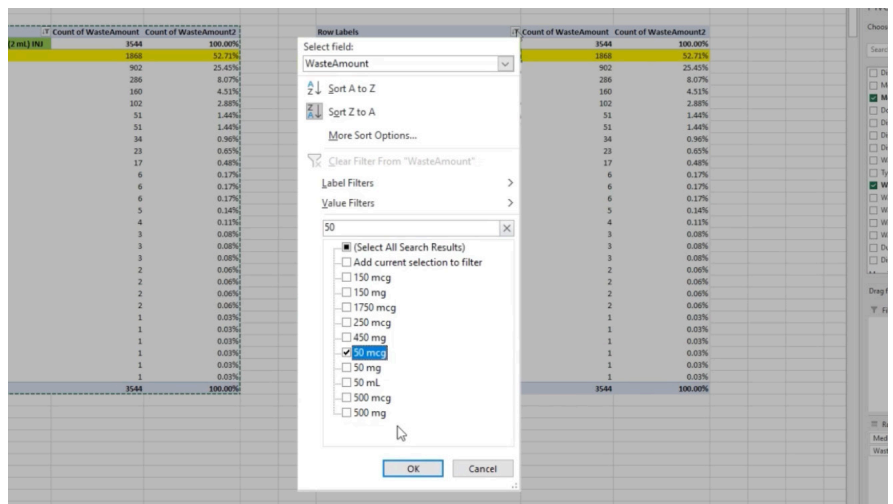 Count of WasteAmount Count of WasteAmount2
(2 mL) INJ 3544 100.00%
1868 52.71%
902 25.45%
286 8.07%
160 4.51%
102 2.88%
51 1.44%
51 1.44%
34 0.96%
23 0.65%
17 0.48%
6 0.17%
6 0.17%
6 0.17%
5 0.14%
4 0.11%
3 0.08%
3 0.08%
3 0.08%
2 0.06%
2 0.06%
2 0.06%
2 0.06%
1 0.03%
1 0.03%
1 0.03%
1 0.03%
1 0.03%
1 0.03%
3544 100.00%
Select field:
WasteAmount
Sort A to Z
Sort Z to A
More Sort Options...
Clear Filter From "WasteAmount"
Label Filters
Value Filters
50
(Select All Search Results)
Add current selection to filter
150 mcg
150 mg
1750 mcg
250 mcg
450 mg
50 mcg
50 mg
50 mL
500 mcg
500 mg
OK Cancel
Row Labels Count of WasteAmount Count of WasteAmount2
3544 100.00%
1868 52.71%
902 25.45%
286 8.07%
160 4.51%
102 2.88%
51 1.44%
51 1.44%
34 0.96%
23 0.65%
17 0.48%
6 0.17%
6 0.17%
6 0.17%
5 0.14%
4 0.11%
3 0.08%
3 0.08%
3 0.08%
2 0.06%
2 0.06%
2 0.06%
2 0.06%
1 0.03%
1 0.03%
1 0.03%
1 0.03%
1 0.03%
1 0.03%
3544 100.00%
Choos
Searc
Drag f
Med
Wast